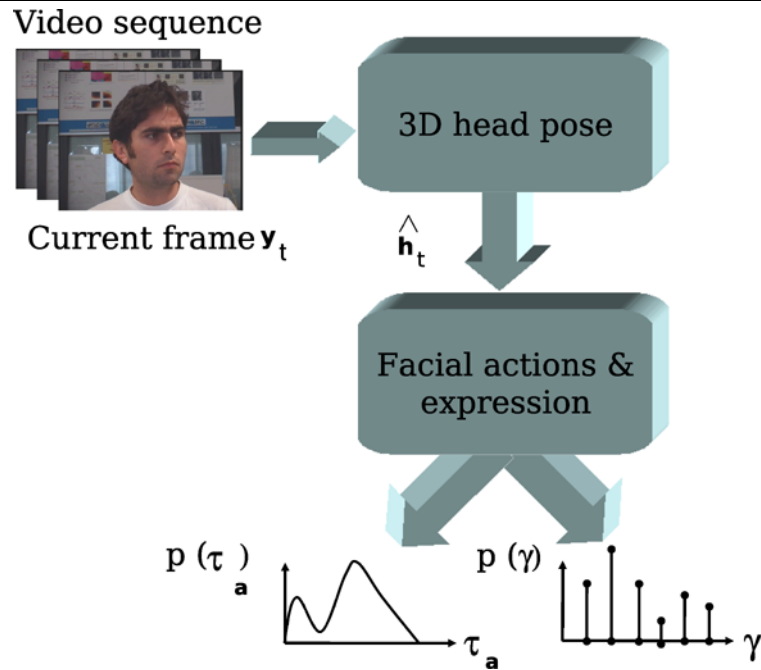 Video sequence
3D head pose
Current frame y_t
ĥ_t
Facial actions &
expression
p (τ_a)
p (γ)
τ_a
γ